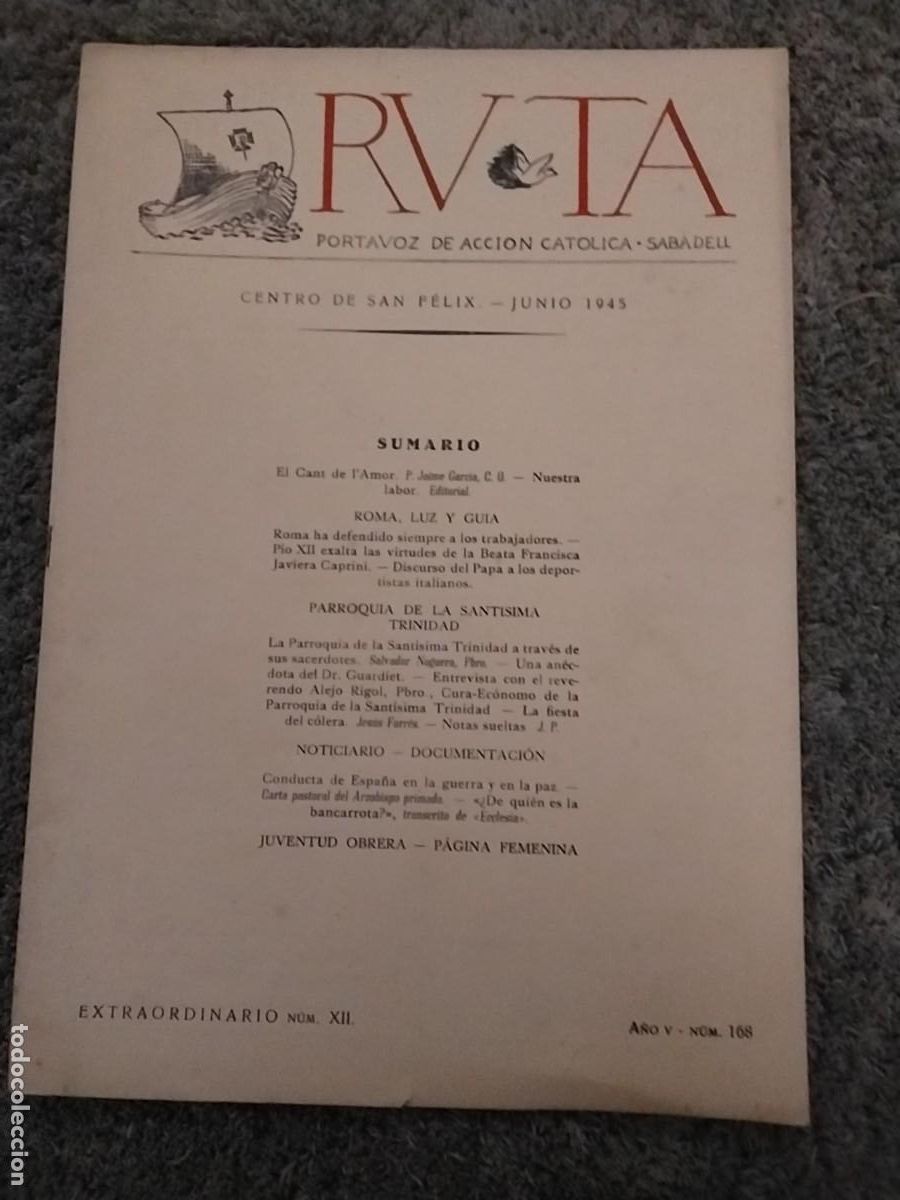 RVTA
PORTAVOZ DE ACCION CATOLICA · SABADELL
CENTRO DE SAN FÉLIX. — JUNIO 1945
SUMARIO
El Cant de l'Amor. P. Jaime García, C. O. — Nuestra
labor. Editorial.
ROMA, LUZ Y GUIA
Roma ha defendido siempre a los trabajadores. —
Pío XII exalta las virtudes de la Beata Francisca
Javiera Caprini. — Discurso del Papa a los depor-
tistas italianos.
PARROQUIA DE LA SANTISIMA
TRINIDAD
La Parroquia de la Santísima Trinidad a través de
sus sacerdotes. Salvador Noguera, Pbro. — Una anéc-
dota del Dr. Guardiet. — Entrevista con el reve-
rendo Alejo Rigol, Pbro., Cura-Ecónomo de la
Parroquia de la Santísima Trinidad — La fiesta
del cólera. Jesús Farrés. — Notas sueltas J. P.
NOTICIARIO — DOCUMENTACIÓN
Conducta de España en la guerra y en la paz —
Carta pastoral del Arzobispo primado. — «¿De quién es la
bancarrota?», transcrito de «Ecclesia».
JUVENTUD OBRERA — PÁGINA FEMENINA
EXTRAORDINARIO NÚM. XII.
AÑO V - NÚM. 168
todocoleccion